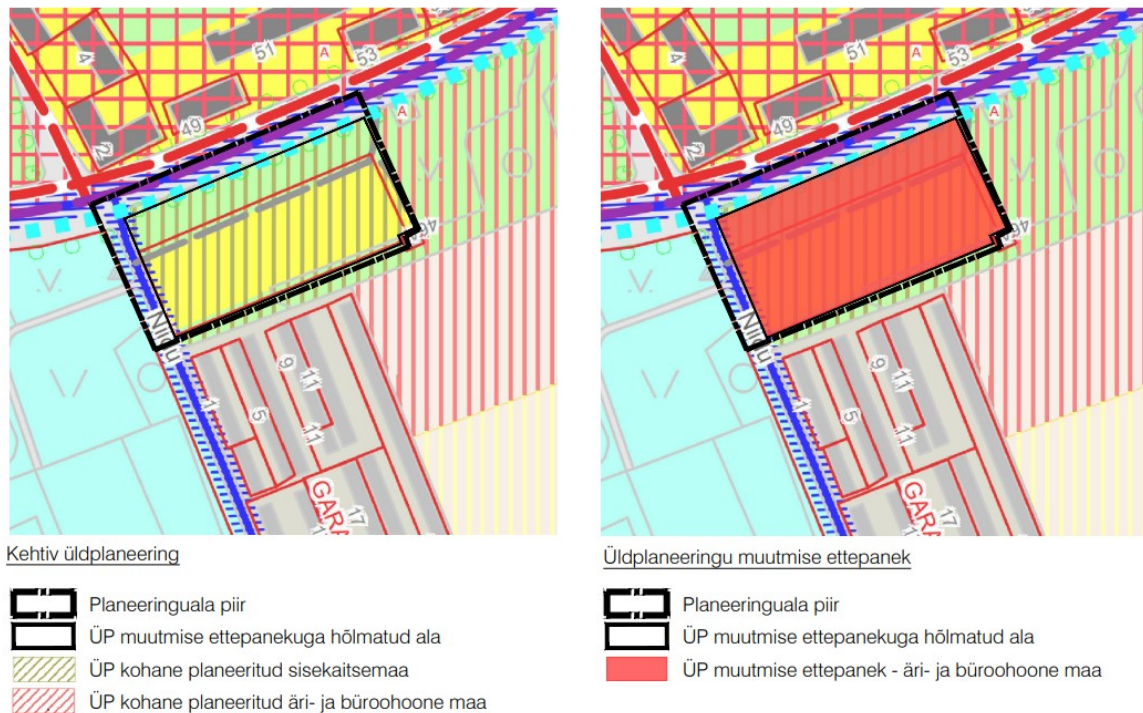 4
51
A
53
49
2
A
46
Niidu
1
5
9
11
11
17
GARA
Kehtiv üldplaneering
Planeeringuala piir
ÜP muutmise ettepanekuga hõlmatud ala
ÜP kohane planeeritud sisekaitsemaa
ÜP kohane planeeritud äri- ja büroohoone maa
4
51
A
53
49
2
A
46
Niidu
1
5
9
11
11
17
GARA
Üldplaneeringu muutmise ettepanek
Planeeringuala piir
ÜP muutmise ettepanekuga hõlmatud ala
ÜP muutmise ettepanek - äri- ja büroohoone maa